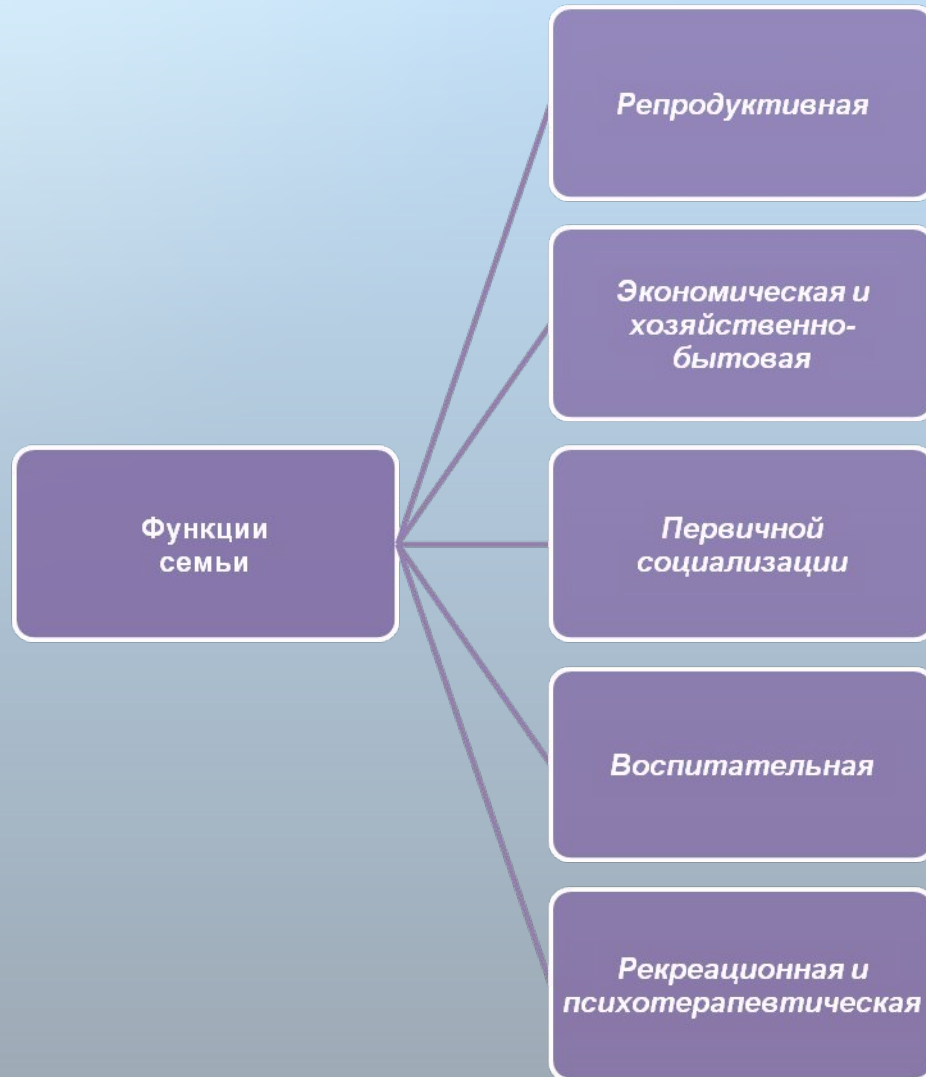 Репродуктивная
Экономическая и
хозяйственно-
бытовая
Функции
семьи
Первичной
социализации
Воспитательная
Рекреационная и
психотерапевтическая